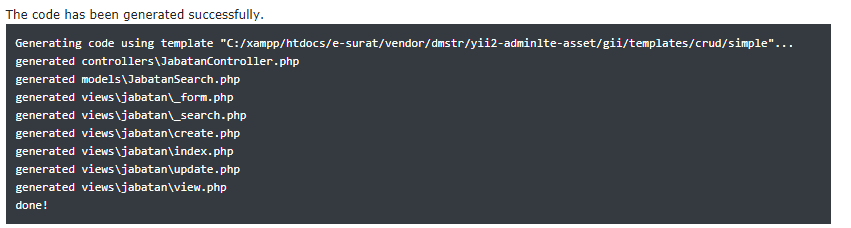 The code has been generated successfully.
Generating code using template "C:/xampp/htdocs/e-surat/vendor/dmstr/yii2-adminlte-asset/gii/templates/crud/simple"...
generated controllers\JabatanController.php
generated models\JabatanSearch.php
generated views\jabatan\_form.php
generated views\jabatan\_search.php
generated views\jabatan\create.php
generated views\jabatan\index.php
generated views\jabatan\update.php
generated views\jabatan\view.php
done!